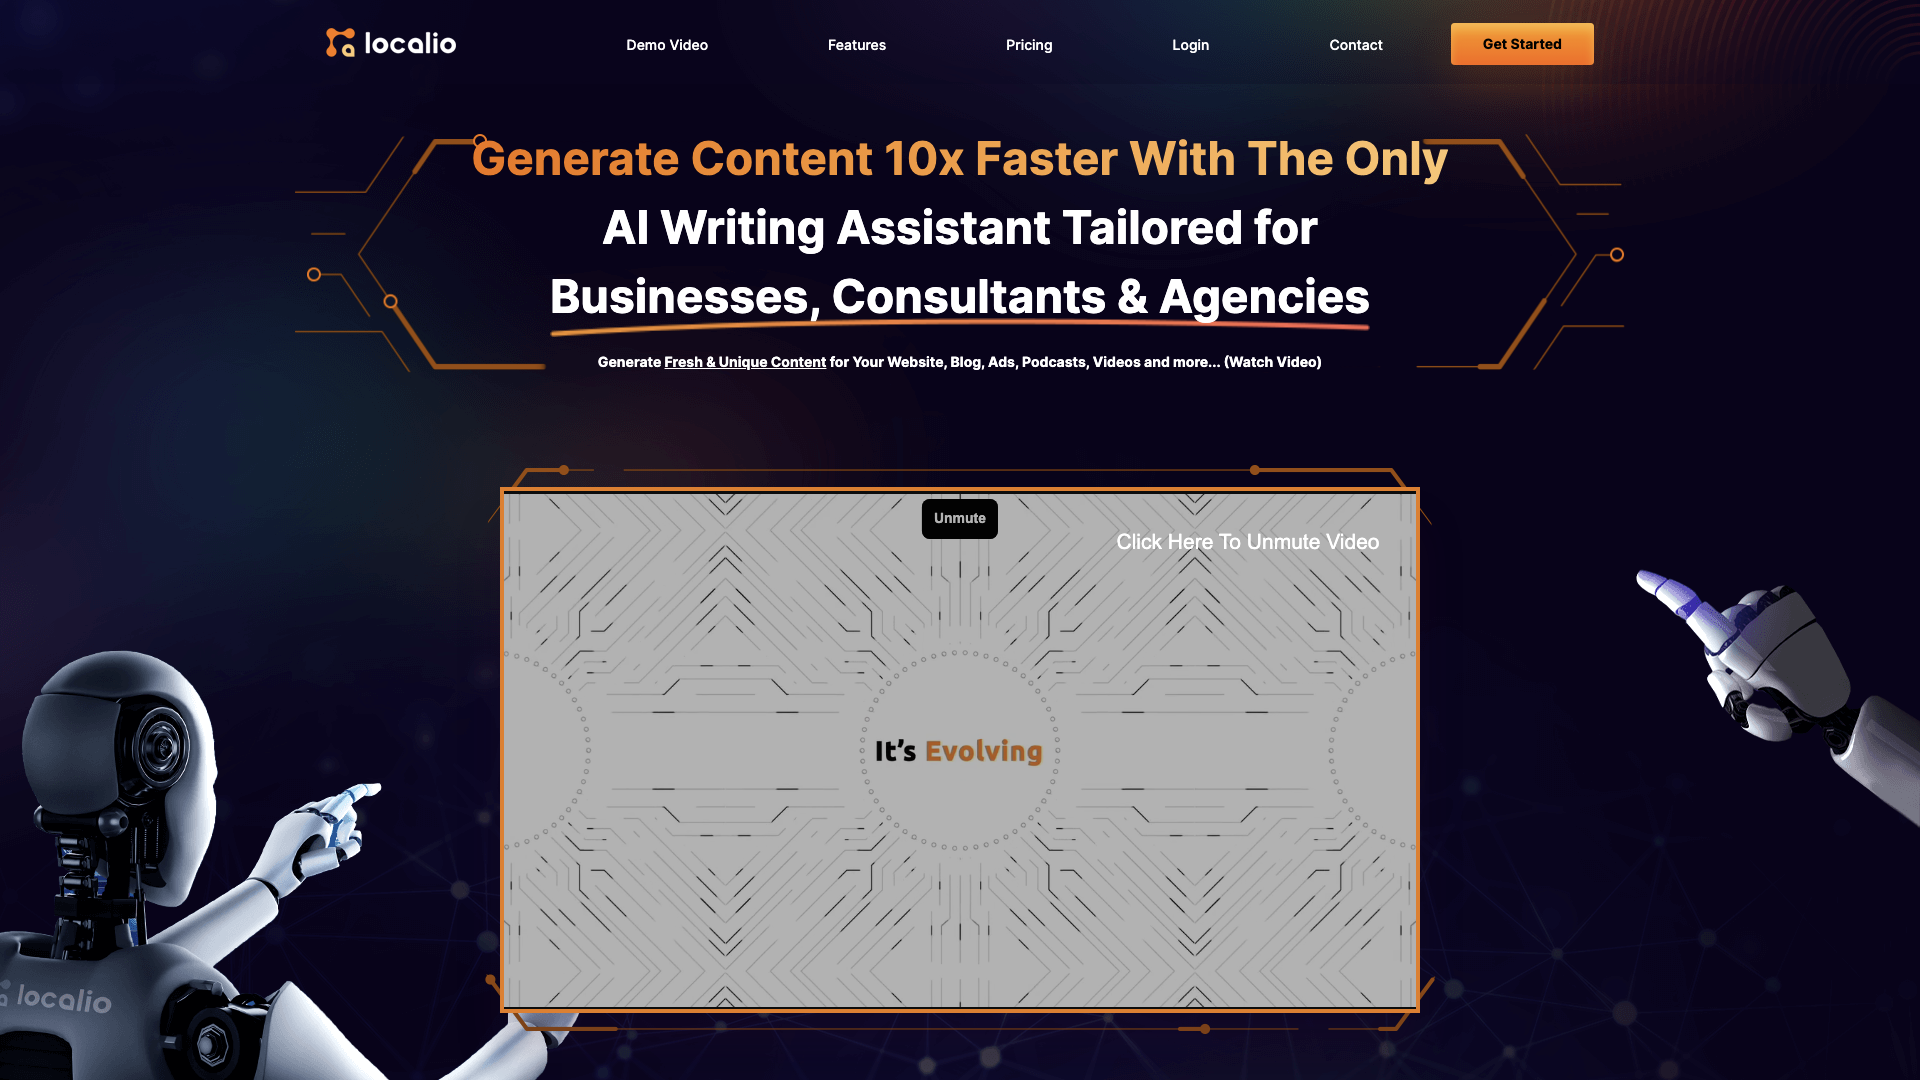 localio
Demo Video
Features
Pricing
Login
Contact
Get Started
Generate Content 10x Faster With The Only
AI Writing Assistant Tailored for
Businesses, Consultants & Agencies
Generate Fresh & Unique Content for Your Website, Blog, Ads, Podcasts, Videos and more... (Watch Video)
Unmute
Click Here To Unmute Video
It's Evolving
localio